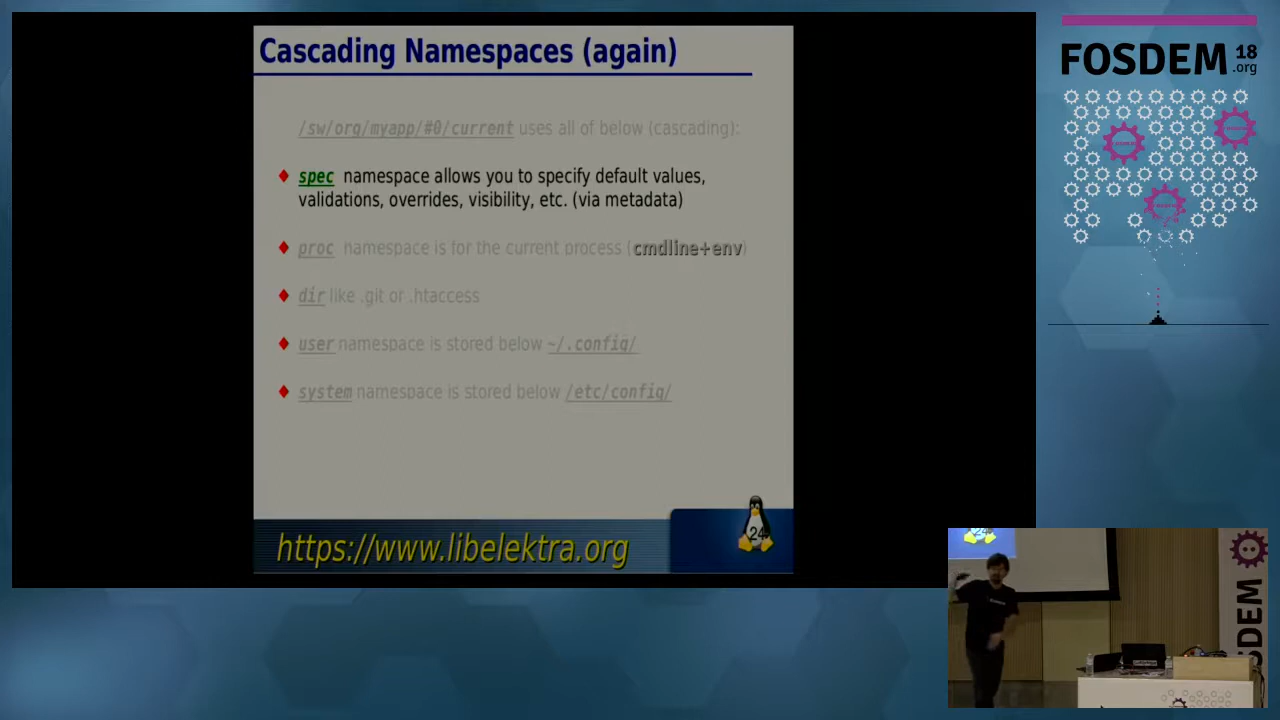 Cascading Namespaces (again)
/sw/org/myapp/#0/current uses all of below (cascading):
spec namespace allows you to specify default values,
validations, overrides, visibility, etc. (via metadata)
proc namespace is for the current process (cmdline+env)
dir like .git or .htaccess
user namespace is stored below ~/.config/
system namespace is stored below /etc/config/
https://www.libelektra.org
24
FOSDEM 18
.org
FOSDEM